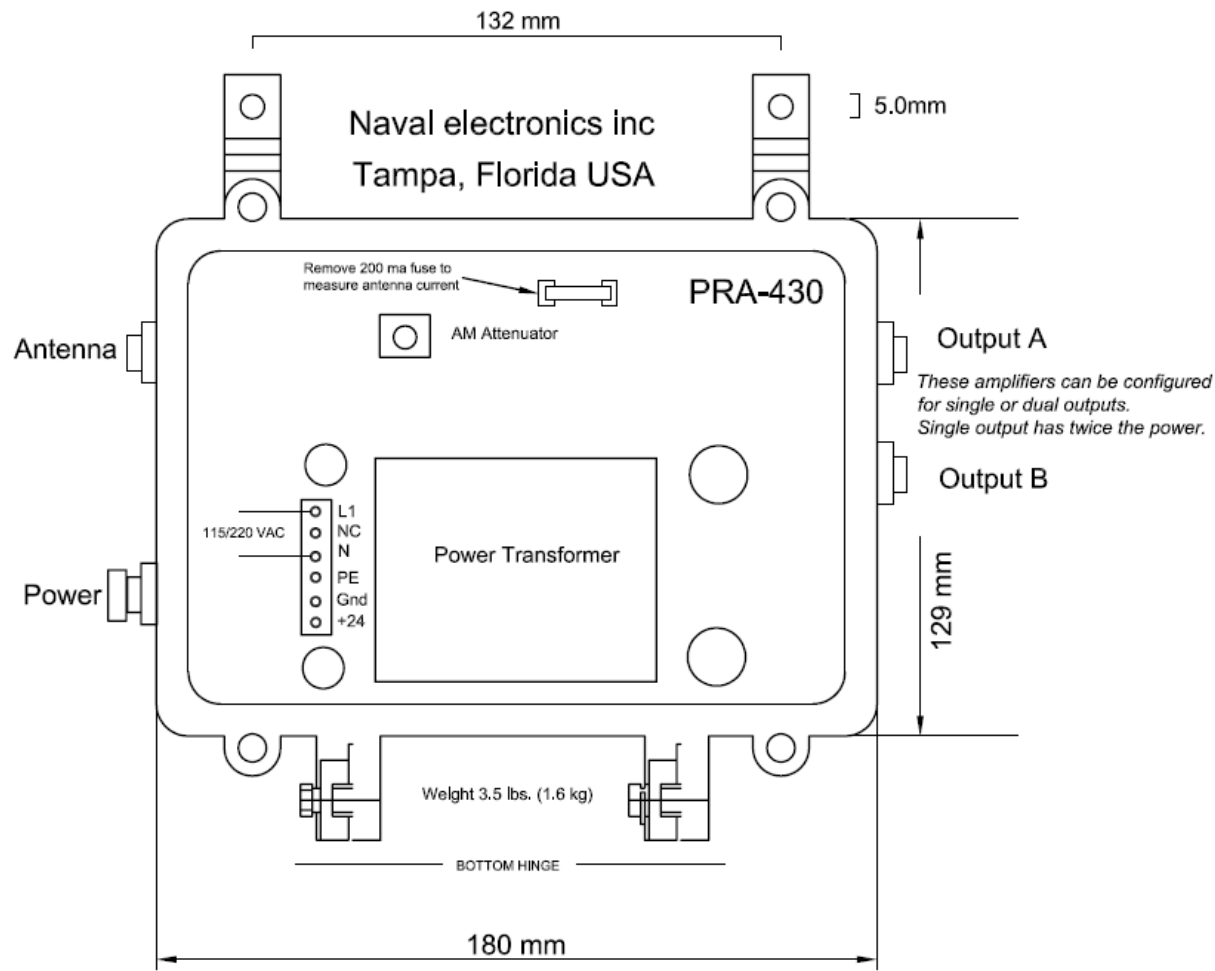 132 mm
5.0mm
Naval electronics inc
Tampa, Florida USA
Remove 200 ma fuse to
measure antenna current
PRA-430
AM Attenuator
Antenna
Output A
These amplifiers can be configured
for single or dual outputs.
Single output has twice the power.
Output B
L1
115/220 VAC
NC
N
PE
Gnd
+24
Power Transformer
Power
129 mm
Weight 3.5 lbs. (1.6 kg)
BOTTOM HINGE
180 mm